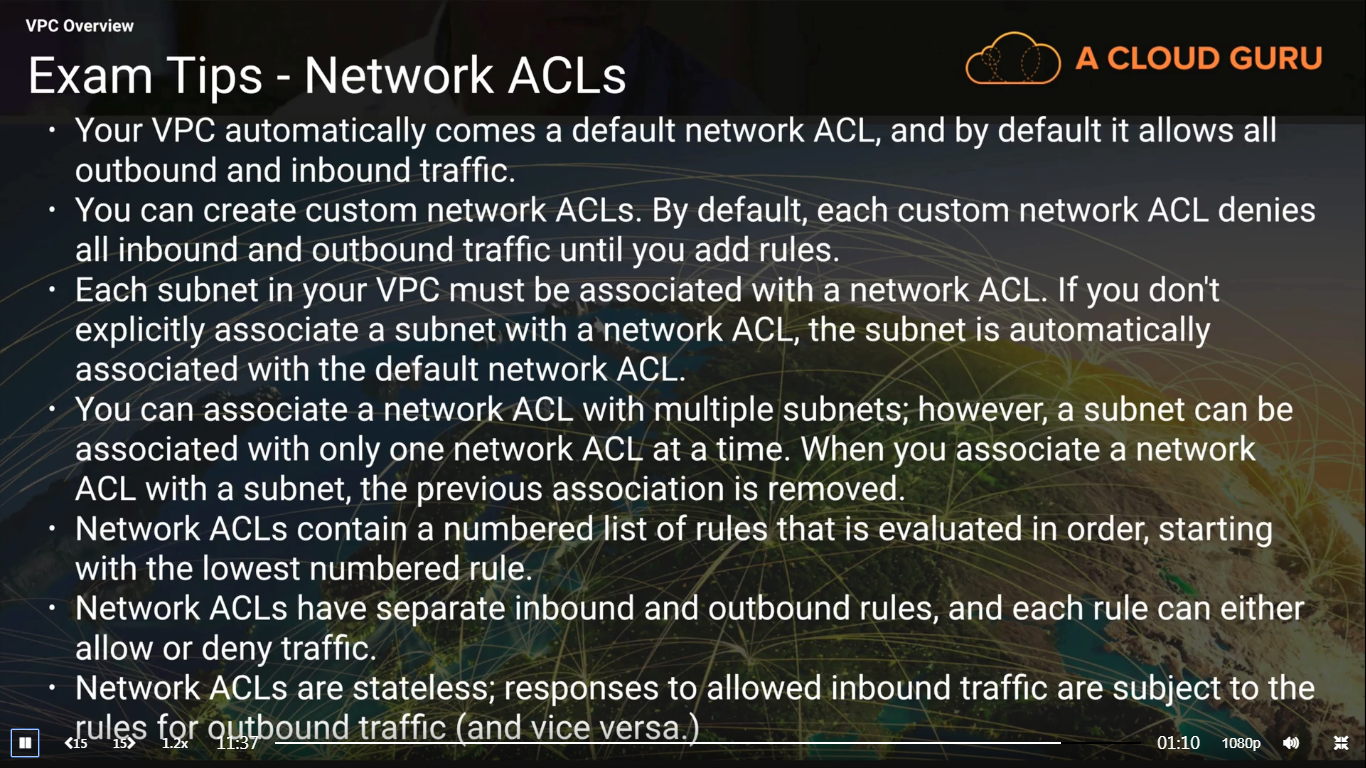 VPC Overview
Exam Tips - Network ACLs
A CLOUD GURU
• Your VPC automatically comes a default network ACL, and by default it allows all
outbound and inbound traffic.
• You can create custom network ACLs. By default, each custom network ACL denies
all inbound and outbound traffic until you add rules.
• Each subnet in your VPC must be associated with a network ACL. If you don't
explicitly associate a subnet with a network ACL, the subnet is automatically
associated with the default network ACL.
• You can associate a network ACL with multiple subnets; however, a subnet can be
associated with only one network ACL at a time. When you associate a network
ACL with a subnet, the previous association is removed.
• Network ACLs contain a numbered list of rules that is evaluated in order, starting
with the lowest numbered rule.
• Network ACLs have separate inbound and outbound rules, and each rule can either
allow or deny traffic.
• Network ACLs are stateless; responses to allowed inbound traffic are subject to the
rules for outbound traffic (and vice versa.)
15 15 1.2x 11:37 01:10 1080p